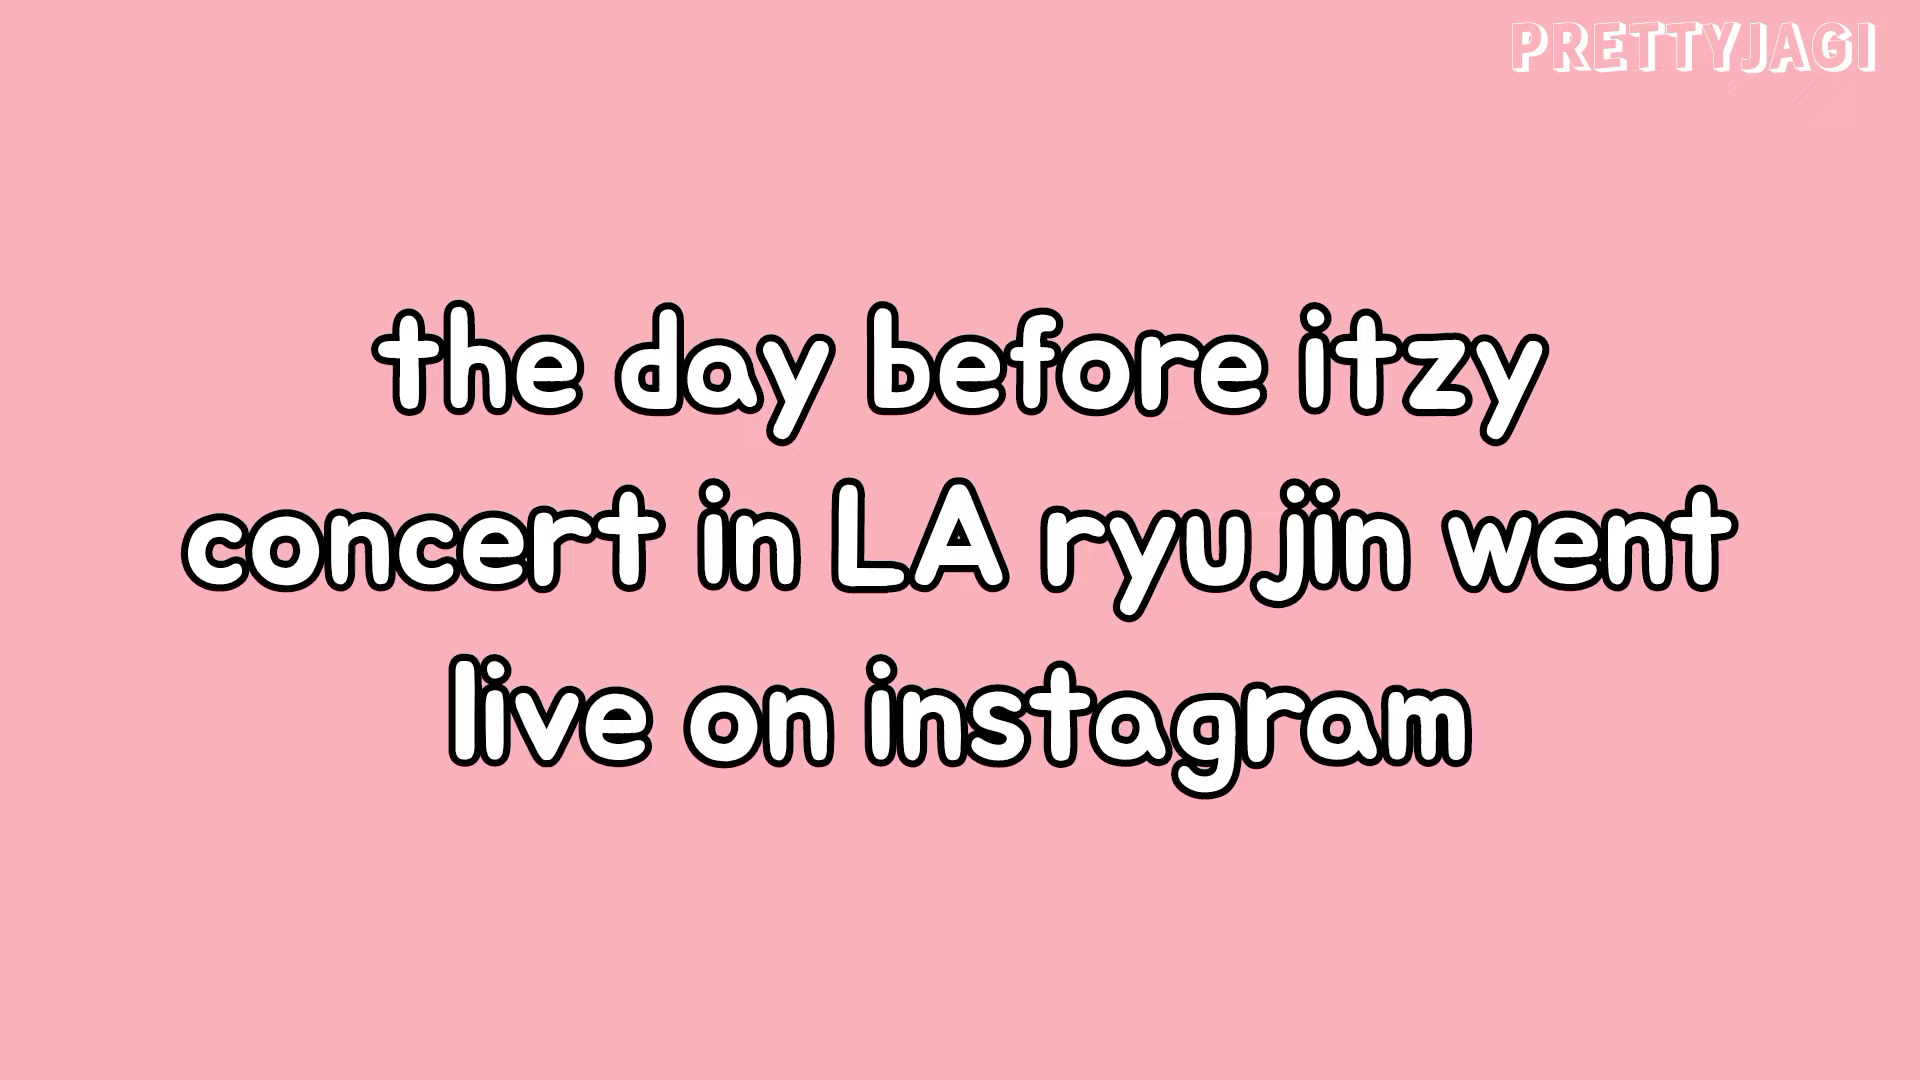 PRETTYJAGI
the day before itzy
concert in LA ryujin went
live on instagram